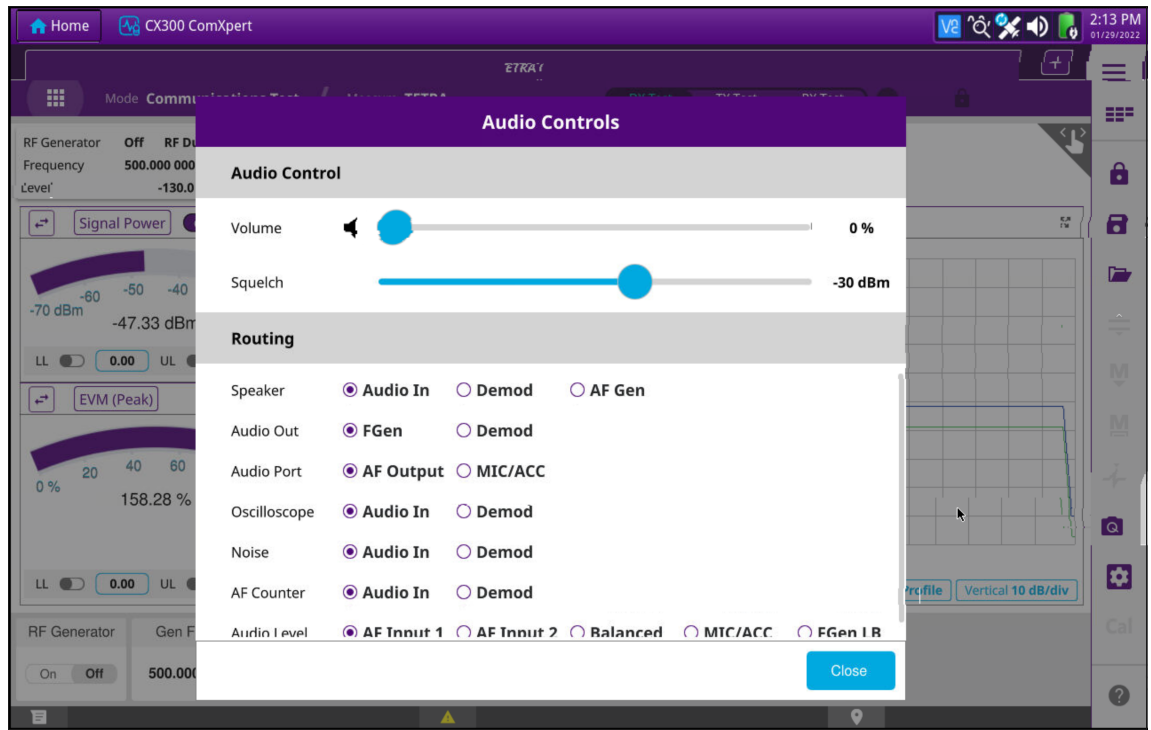 Home
CX300 ComXpert
2:13 PM
01/29/2022
Mode
RF Generator Off
Frequency 500.000 000
Level -130.0
Signal Power
-70 dBm -60 -50 -40
-47.33 dBm
LL 0.00 UL
EVM (Peak)
0 % 20 40 60
158.28 %
LL 0.00 UL
RF Generator
On Off
500.000
Audio Controls
Audio Control
Volume 0 %
Squelch -30 dBm
Routing
Speaker Audio In Demod AF Gen
Audio Out FGen Demod
Audio Port AF Output MIC/ACC
Oscilloscope Audio In Demod
Noise Audio In Demod
AF Counter Audio In Demod
Audio Level AF Input 1 AF Input 2 Balanced MIC/ACC FGen LB
Close
Vertical 10 dB/div
M
M
Cal